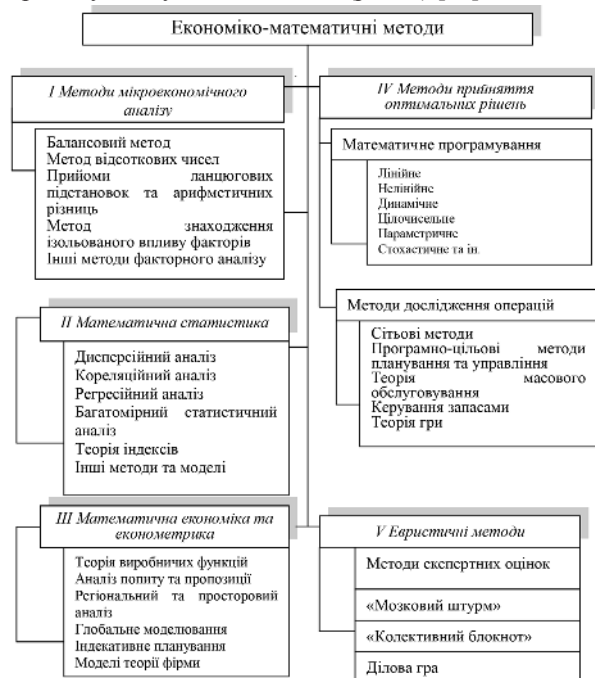 Економіко-математичні методи
I Методи мікроекономічного
аналізу
Балансовий метод
Метод відсоткових чисел
Прийоми ланцюгових
підстановок та арифметичних
різниць
Метод знаходження
ізольованого впливу факторів
Інші методи факторного аналізу
II Математична статистика
Дисперсійний аналіз
Кореляційний аналіз
Регресійний аналіз
Багатомірний статистичний
аналіз
Теорія індексів
Інші методи та моделі
III Математична економіка та
економетрика
Теорія виробничих функцій
Аналіз попиту та пропозиції
Регіональний та просторовий
аналіз
Глобальне моделювання
Індекативне планування
Моделі теорії фірми
IV Методи прийняття
оптимальних рішень
Математичне програмування
Лінійне
Нелінійне
Динамічне
Цілочисельне
Параметричне
Стохастичне та ін.
Методи дослідження операцій
Сітьові методи
Програмно-цільові методи
планування та управління
Теорія масового
обслуговування
Керування запасами
Теорія гри
V Евристичні методи
Методи експертних оцінок
«Мозковий штурм»
«Колективний блокнот»
Ділова гра